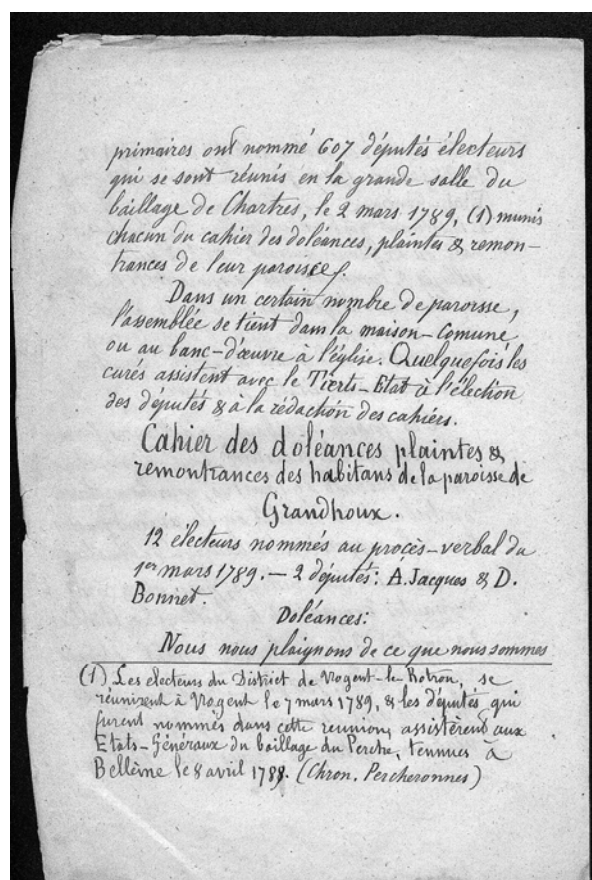 primaires ont nommé 607 députés électeurs
qui se sont réunis en la grande salle du
baillage de Chartres, le 2 mars 1789, (1) munis
chacun du cahier des doléances, plaintes & remon-
trances de leur paroisse.
Dans un certain nombre de paroisse,
l'assemblée se tient dans la maison-comune
ou au banc-d'œuvre à l'église. Quelquefois les
curés assistent avec le Tierts-Etat à l'élection
des députés & à la rédaction des cahiers.
Cahier des doléances plaintes &
remontrances des habitans de la paroisse de
Grandhoux.
12 électeurs nommés au procès-verbal du
1er mars 1789. — 2 députés: A. Jacques & D.
Bonnet.
Doléances:
Nous nous plaignons de ce que nous sommes
(1) Les électeurs du District de Nogent-le-Rotrou, se
réunirent à Nogent le 7 mars 1789, & les députés qui
furent nommés dans cette reunion, assistèrent aux
Etats-Généraux du baillage du Perche, tennues à
Bellème le 8 avril 1789. (Chron. Percheronnes)